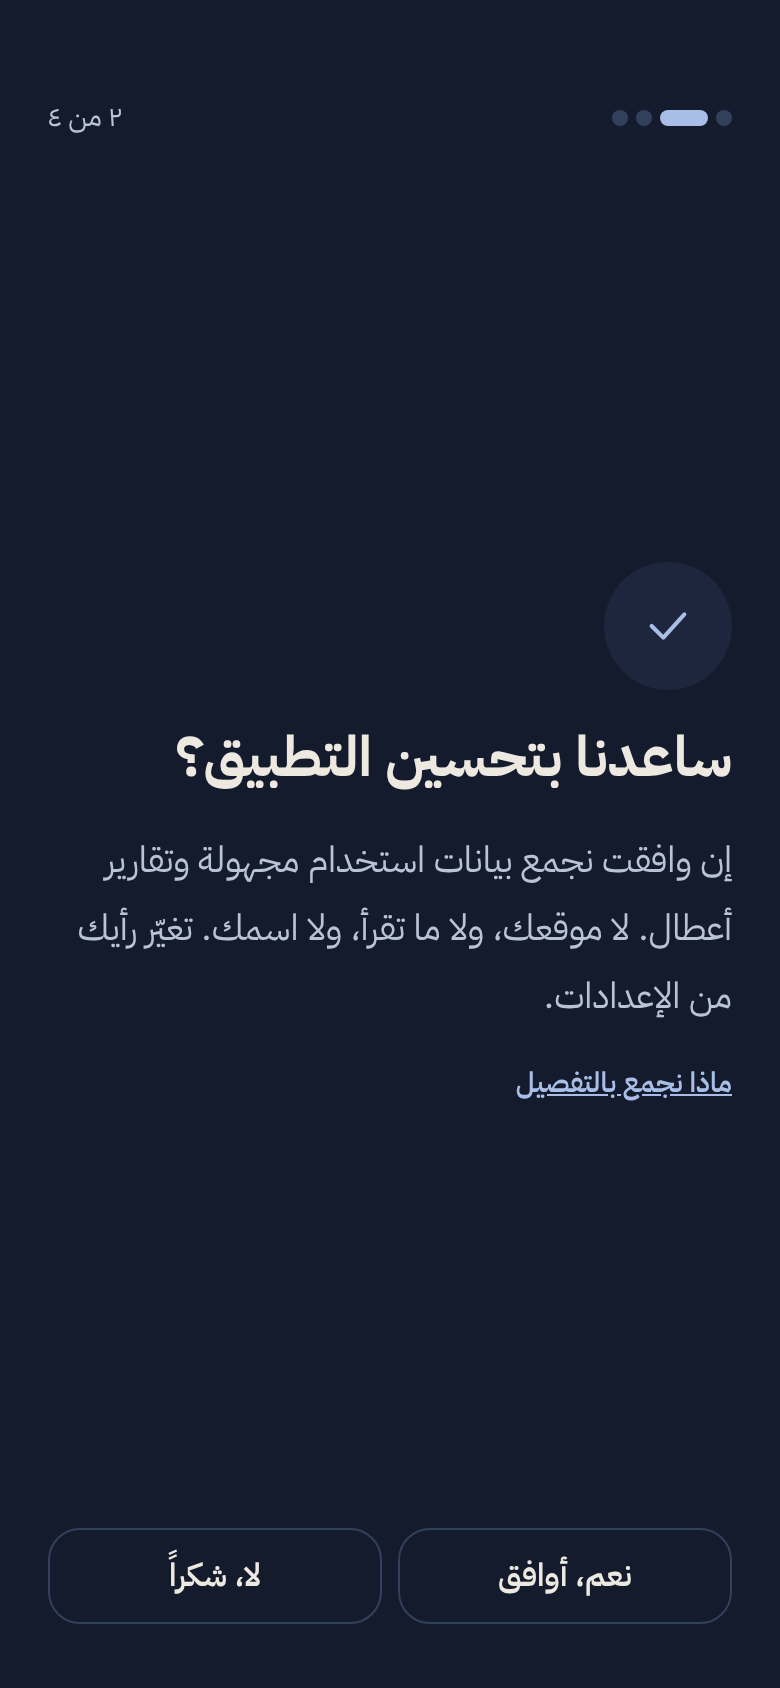 ٢ من ٤
ساعدنا بتحسين التطبيق؟
إن وافقت نجمع بيانات استخدام مجهولة وتقارير
أعطال. لا موقعك، ولا ما تقرأ، ولا اسمك. تغيّر رأيك
من الإعدادات.
ماذا نجمع بالتفصيل
نعم، أوافق
لا، شكراً